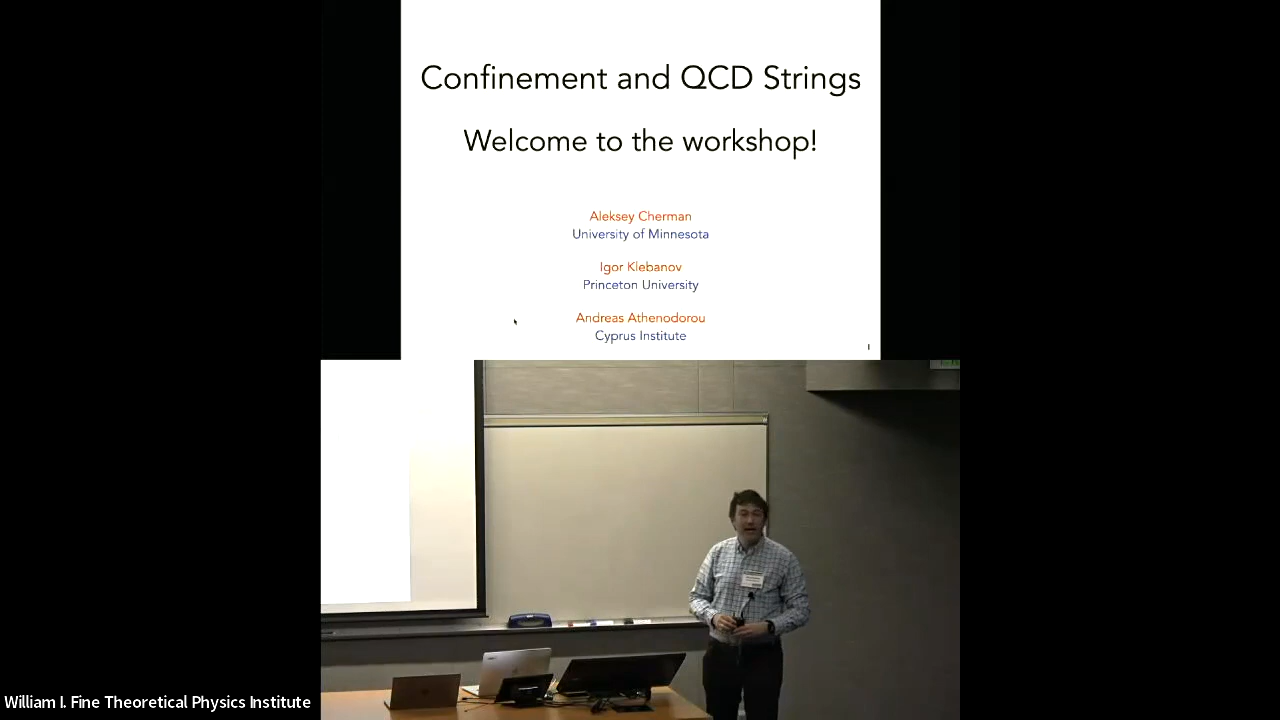 Confinement and QCD Strings
Welcome to the workshop!
Aleksey Cherman
University of Minnesota
Igor Klebanov
Princeton University
Andreas Athenodorou
Cyprus Institute
1
William I. Fine Theoretical Physics Institute